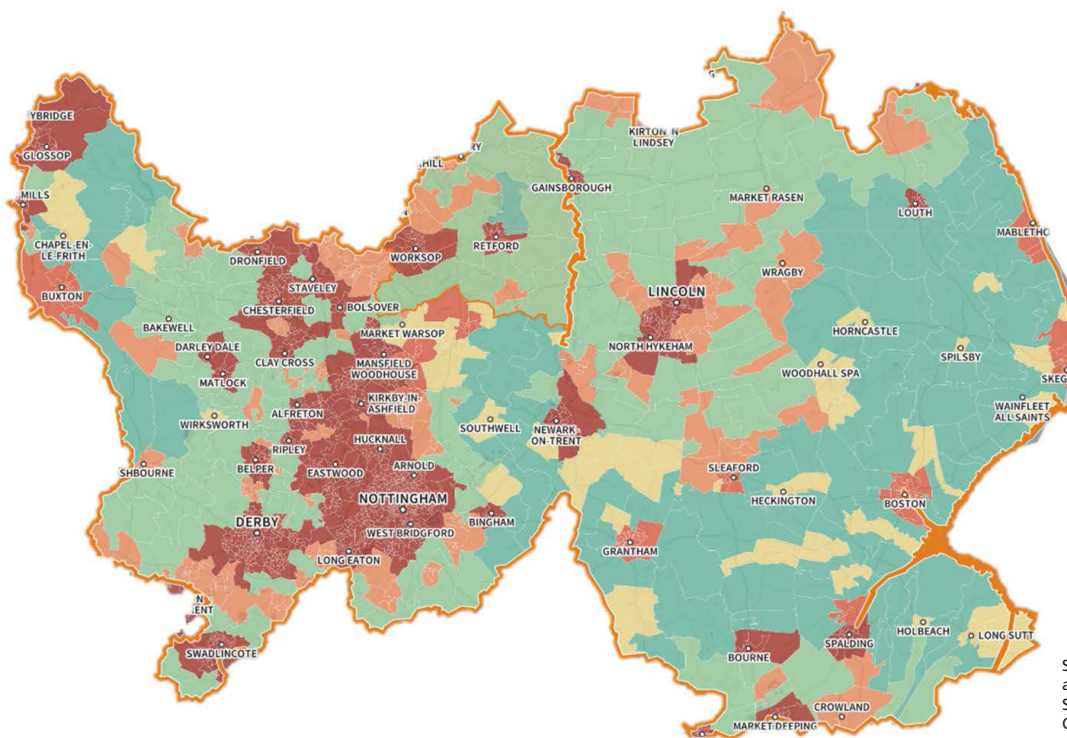 YBRIDGE
GLOSSOP
MILLS
CHAPEL-EN-
LE-FRITH
BUXTON
BAKEWELL
DRONFIELD
STAVELEY
CHESTERFIELD
BOLSOVER
DARLEY DALE
MATLOCK
CLAY CROSS
WIRKSWORTH
ALFRETON
RIPLEY
BELPER
SHBOURNE
DERBY
SWADLINCOTE
HILL
RY
WORKSOP
RETFORD
MARKET WARSOP
MANSFIELD
WOODHOUSE
KIRKBY-IN-
ASHFIELD
HUCKNALL
EASTWOOD
ARNOLD
NOTTINGHAM
WEST BRIDGFORD
LONG EATON
BINGHAM
SOUTHWELL
NEWARK-
ON-TRENT
GAINSBOROUGH
KIRTON N
LINDSEY
MARKET RASEN
LOUTH
MABLETHO
LINCOLN
WRAGBY
NORTH HYKEHAM
HORNCASTLE
WOODHALL SPA
SPILSBY
SKEG
WAINFLEET
ALL SAINTS
SLEAFORD
HECKINGTON
BOSTON
GRANTHAM
SPALDING
HOLBEACH
LONG SUTT
BOURNE
CROWLAND
MARKET DEEPING